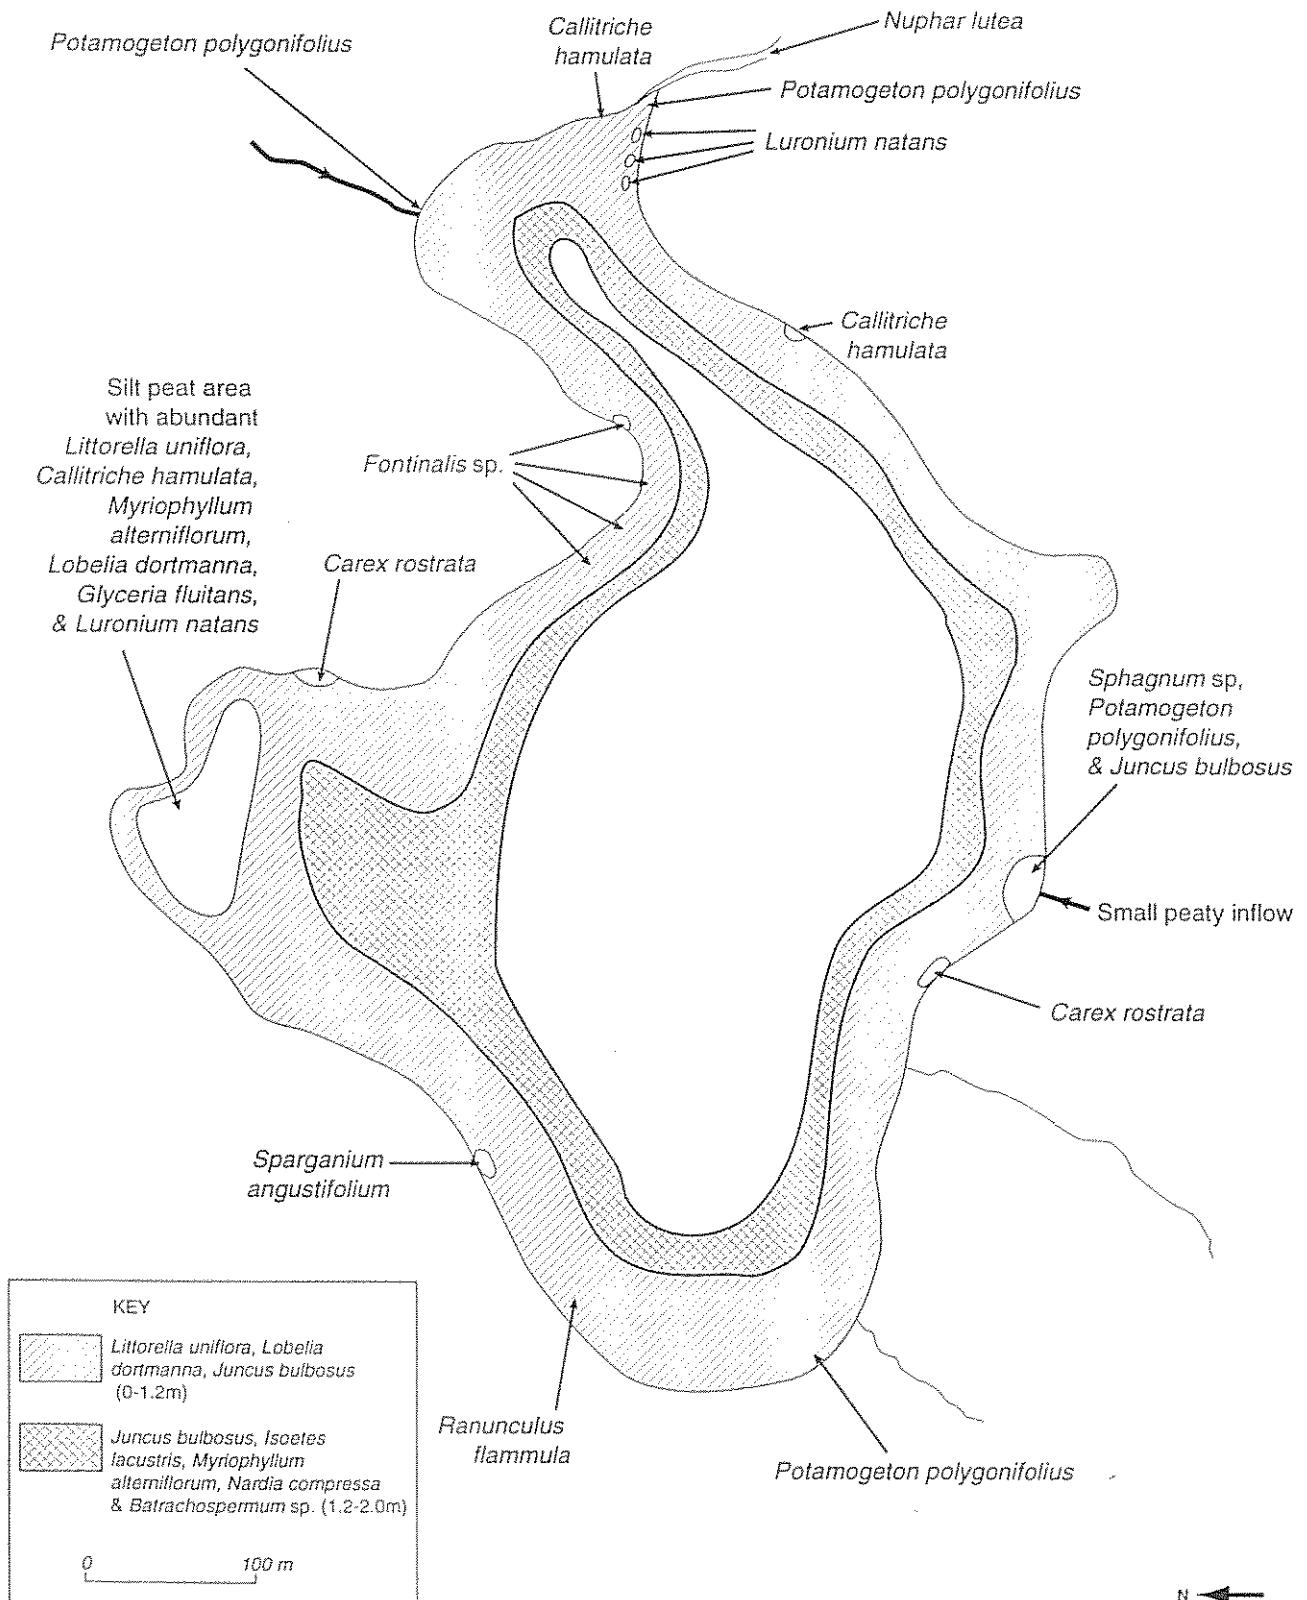 Callitriche
hamulata
Nuphar lutea
Potamogeton polygonifolius
Potamogeton polygonifolius
Luronium natans
Callitriche
hamulata
Silt peat area
with abundant
Littorella uniflora,
Callitriche hamulata,
Myriophyllum
alterniflorum,
Lobelia dortmanna,
Glyceria fluitans,
& Luronium natans
Fontinalis sp.
Carex rostrata
Sphagnum sp,
Potamogeton
polygonifolius,
& Juncus bulbosus
Small peaty inflow
Carex rostrata
Sparganium
angustifolium
Ranunculus
flammula
Potamogeton polygonifolius
KEY
Littorella uniflora, Lobelia
dortmanna, Juncus bulbosus
(0-1.2m)
Juncus bulbosus, Isoetes
lacustris, Myriophyllum
alterniflorum, Nardia compressa
& Batrachospermum sp. (1.2-2.0m)
0 100 m
N